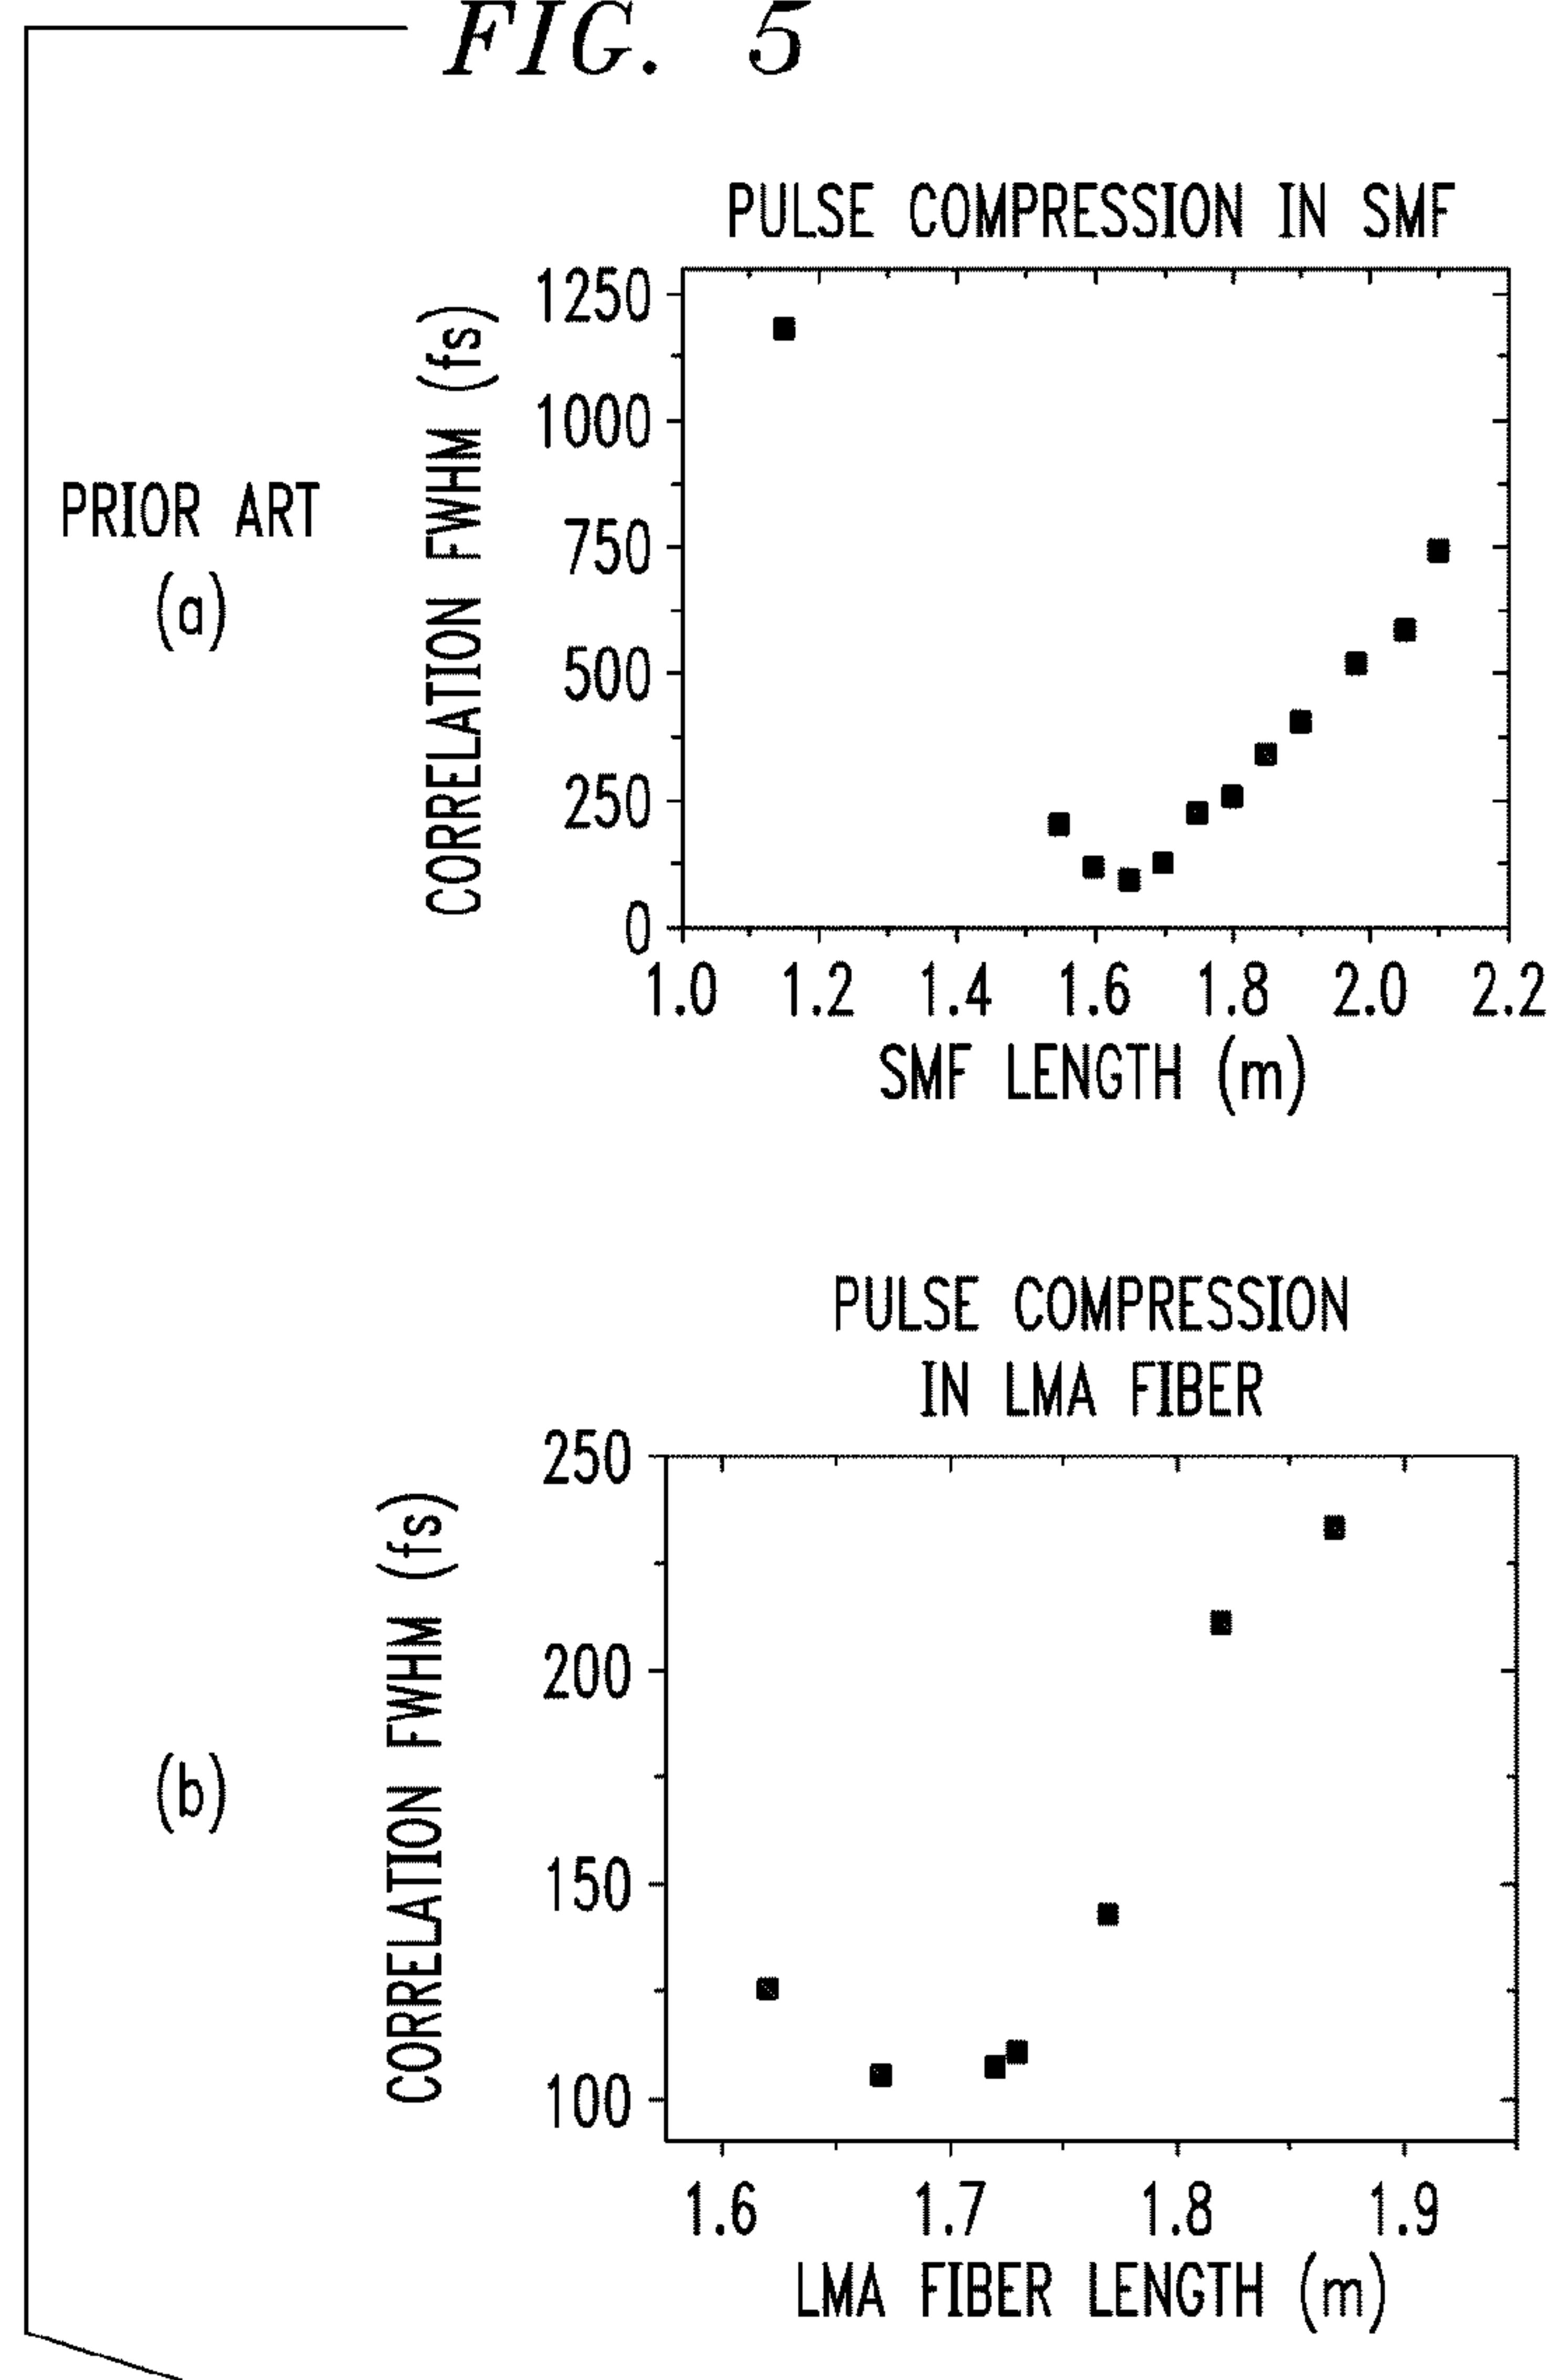 FIG. 5
PRIOR ART
(a)
PULSE COMPRESSION IN SMF
CORRELATION FWHM (fs)
1250
1000
750
500
250
0
1.0 1.2 1.4 1.6 1.8 2.0 2.2
SMF LENGTH (m)
(b)
PULSE COMPRESSION
IN LMA FIBER
CORRELATION FWHM (fs)
250
200
150
100
1.6 1.7 1.8 1.9
LMA FIBER LENGTH (m)